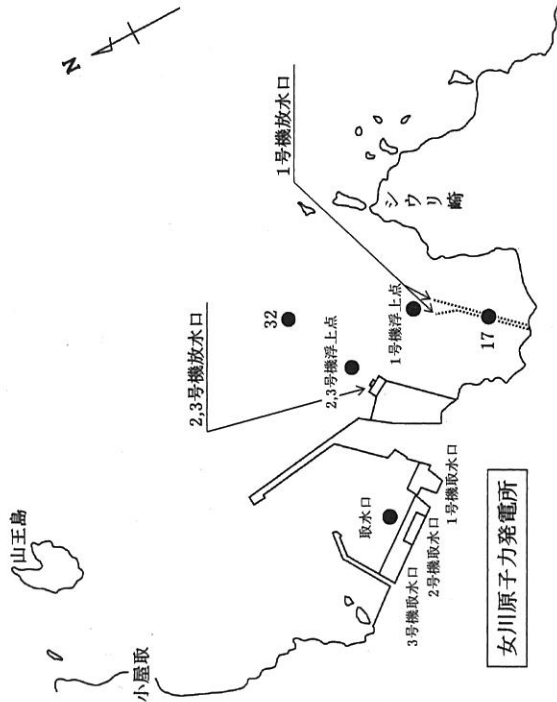 N
山王島
小屋取
2,3号機放水口
1号機放水口
32
2,3号機浮上点
1号機浮上点
17
シウリ崎
取水口
1号機取水口
2号機取水口
3号機取水口
女川原子力発電所